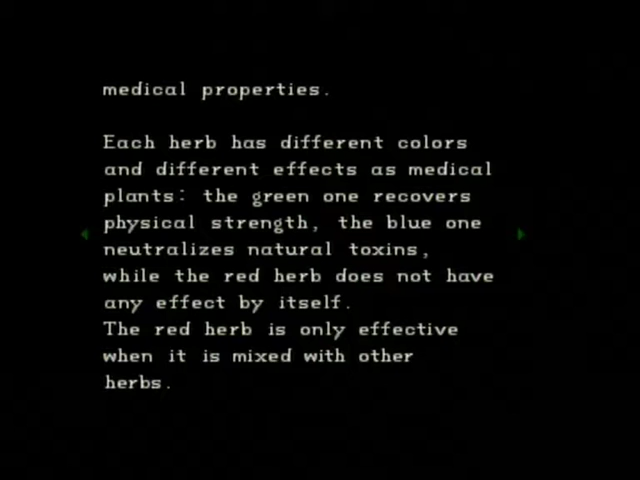 medical properties.
Each herb has different colors
and different effects as medical
plants: the green one recovers
physical strength, the blue one
neutralizes natural toxins,
while the red herb does not have
any effect by itself.
The red herb is only effective
when it is mixed with other
herbs.